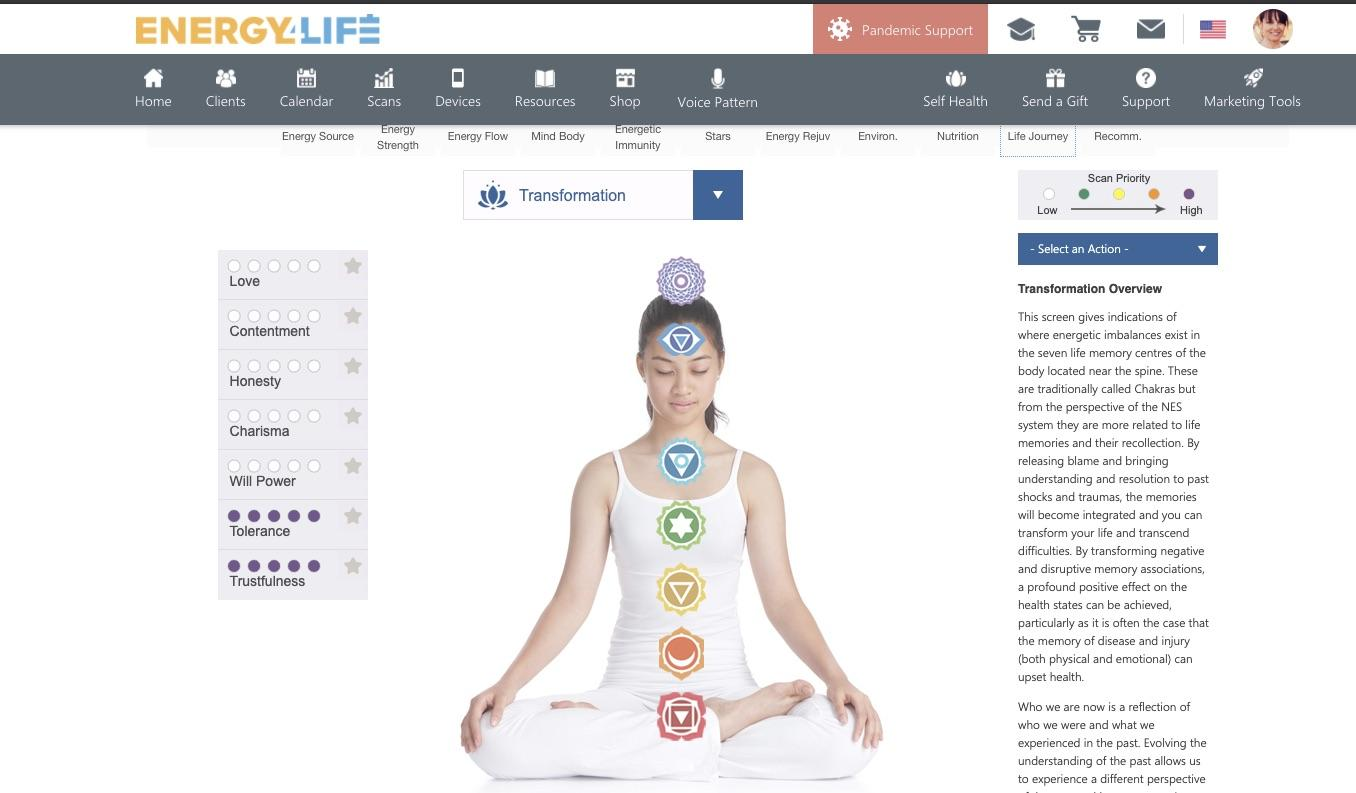 ENERGY4LIFE
Pandemic Support
Home
Clients
Calendar
Scans
Devices
Resources
Shop
Voice Pattern
Self Health
Send a Gift
Support
Marketing Tools
Energy Source
Energy
Strength
Energy Flow
Mind Body
Energetic
Immunity
Stars
Energy Rejuv
Environ.
Nutrition
Life Journey
Recomm.
Transformation
Scan Priority
Low
High
- Select an Action -
Love
Contentment
Honesty
Charisma
Will Power
Tolerance
Trustfulness
Transformation Overview
This screen gives indications of
where energetic imbalances exist in
the seven life memory centres of the
body located near the spine. These
are traditionally called Chakras but
from the perspective of the NES
system they are more related to life
memories and their recollection. By
releasing blame and bringing
understanding and resolution to past
shocks and traumas, the memories
will become integrated and you can
transform your life and transcend
difficulties. By transforming negative
and disruptive memory associations,
a profound positive effect on the
health states can be achieved,
particularly as it is often the case that
the memory of disease and injury
(both physical and emotional) can
upset health.
Who we are now is a reflection of
who we were and what we
experienced in the past. Evolving the
understanding of the past allows us
to experience a different perspective